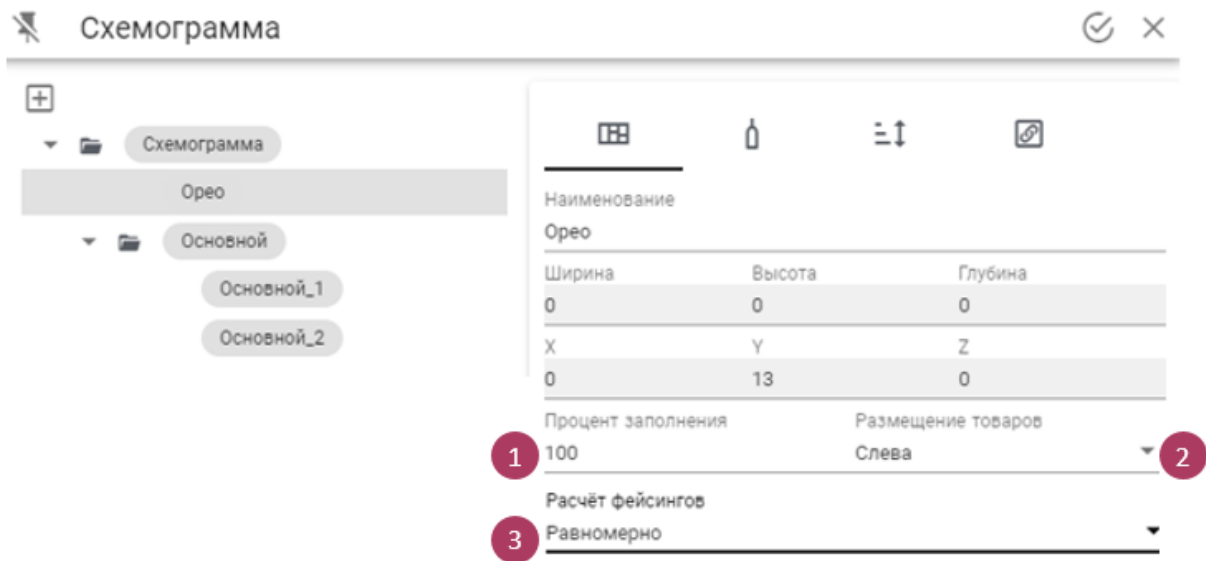 Схемограмма
Схемограмма
Орео
Основной
Основной_1
Основной_2
Наименование
Орео
Ширина Высота Глубина
0 0 0
X Y Z
0 13 0
Процент заполнения Размещение товаров
1 100 Слева 2
Расчёт фейсингов
3 Равномерно